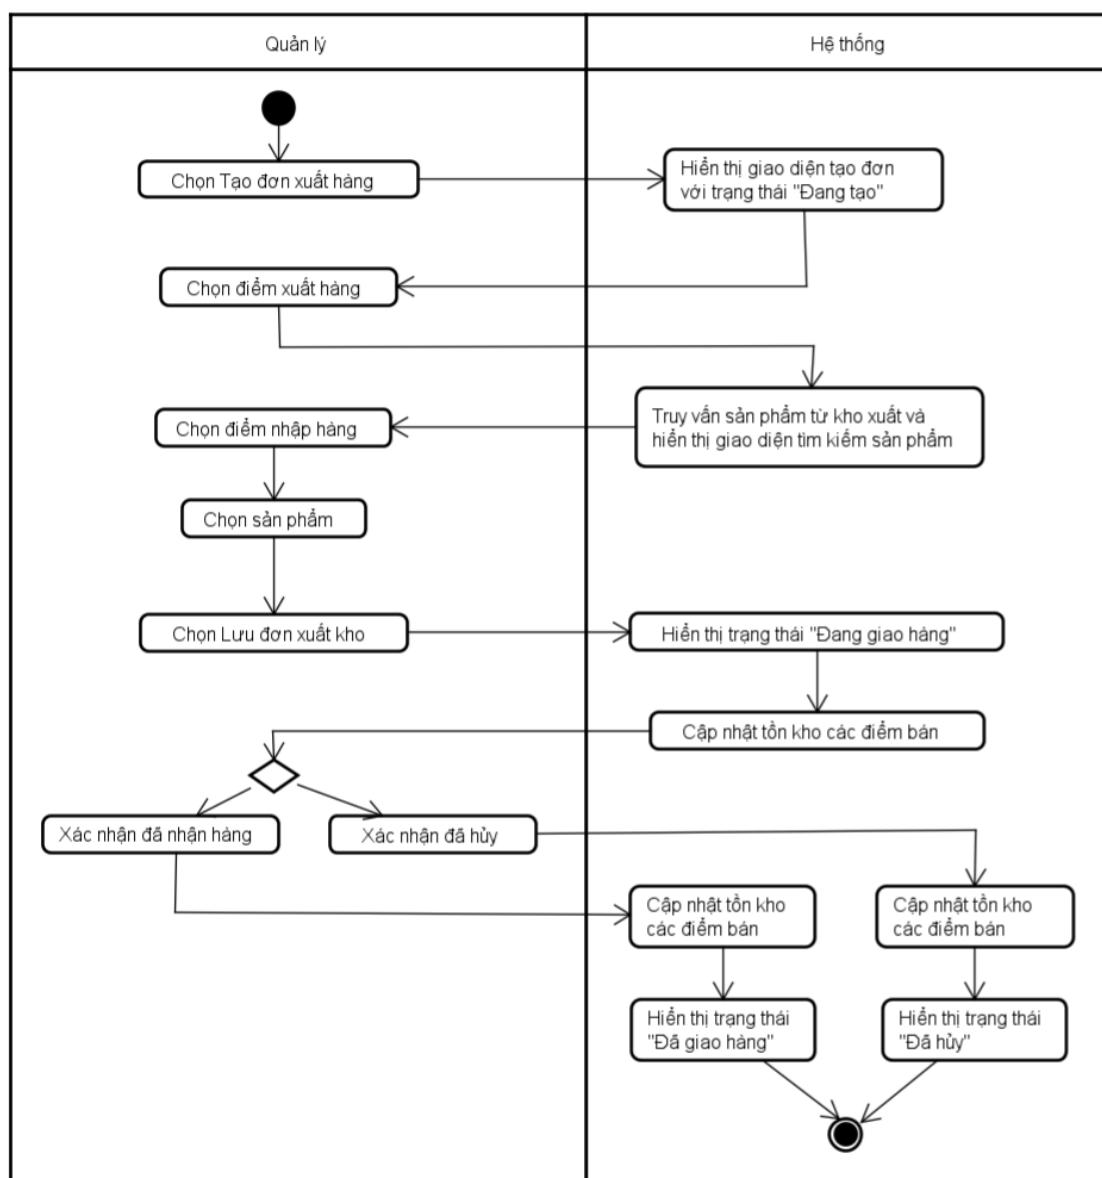 Quản lý
Hệ thống
Chọn Tạo đơn xuất hàng
Hiển thị giao diện tạo đơn
với trạng thái "Đang tạo"
Chọn điểm xuất hàng
Truy vấn sản phẩm từ kho xuất và
hiển thị giao diện tìm kiếm sản phẩm
Chọn điểm nhập hàng
Chọn sản phẩm
Chọn Lưu đơn xuất kho
Hiển thị trạng thái "Đang giao hàng"
Cập nhật tồn kho các điểm bán
Xác nhận đã nhận hàng
Xác nhận đã hủy
Cập nhật tồn kho
các điểm bán
Cập nhật tồn kho
các điểm bán
Hiển thị trạng thái
"Đã giao hàng"
Hiển thị trạng thái
"Đã hủy"